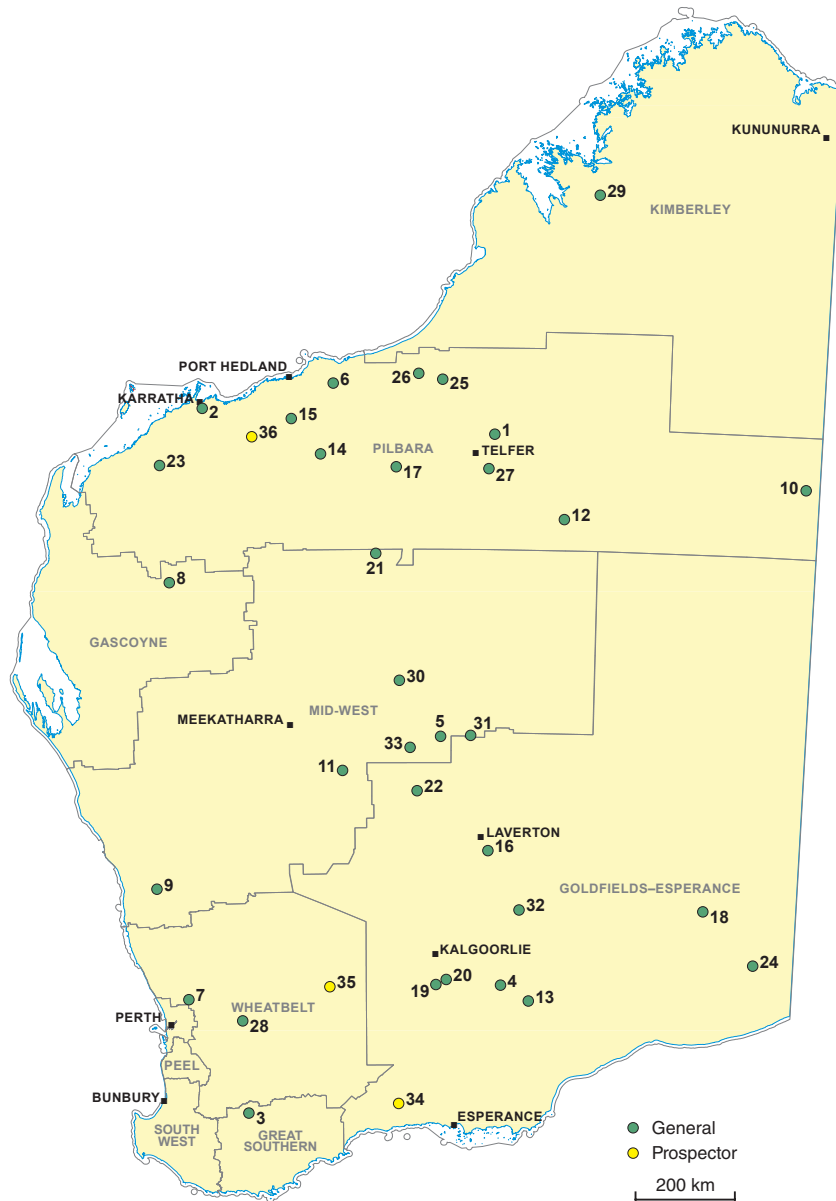 KUNUNURRA
29
KIMBERLEY
PORT HEDLAND
6
26
25
KARRATHA
2
15
36
1
14
PILBARA
TELFER
23
17
27
10
12
21
8
GASCOYNE
30
MID-WEST
MEEKATHARRA
5
31
33
11
22
LAVERTON
16
9
GOLDFIELDS–ESPERANCE
32
18
KALGOORLIE
24
35
20
19
4
7
13
WHEATBELT
PERTH
28
PEEL
BUNBURY
34
3
ESPERANCE
SOUTH
WEST
GREAT
SOUTHERN
General
Prospector
200 km